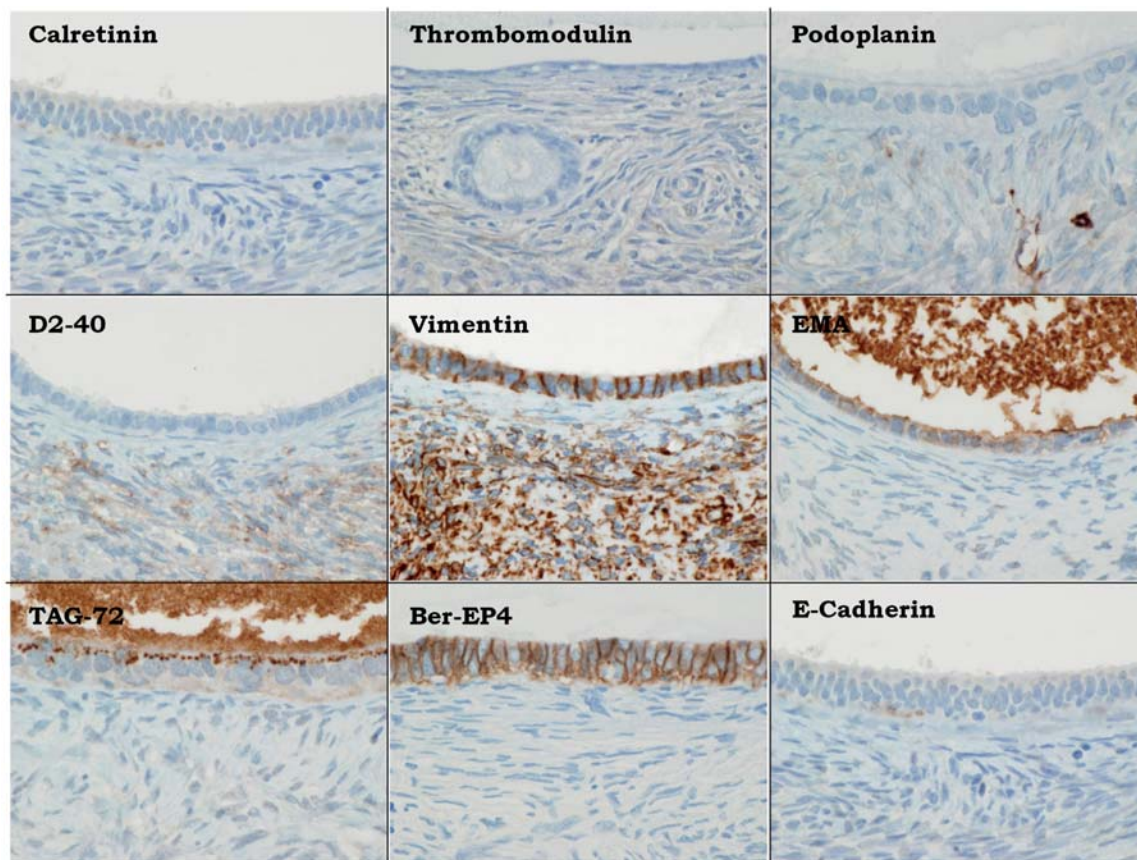 Calretinin
Thrombomodulin
Podoplanin
D2-40
Vimentin
EMA
TAG-72
Ber-EP4
E-Cadherin